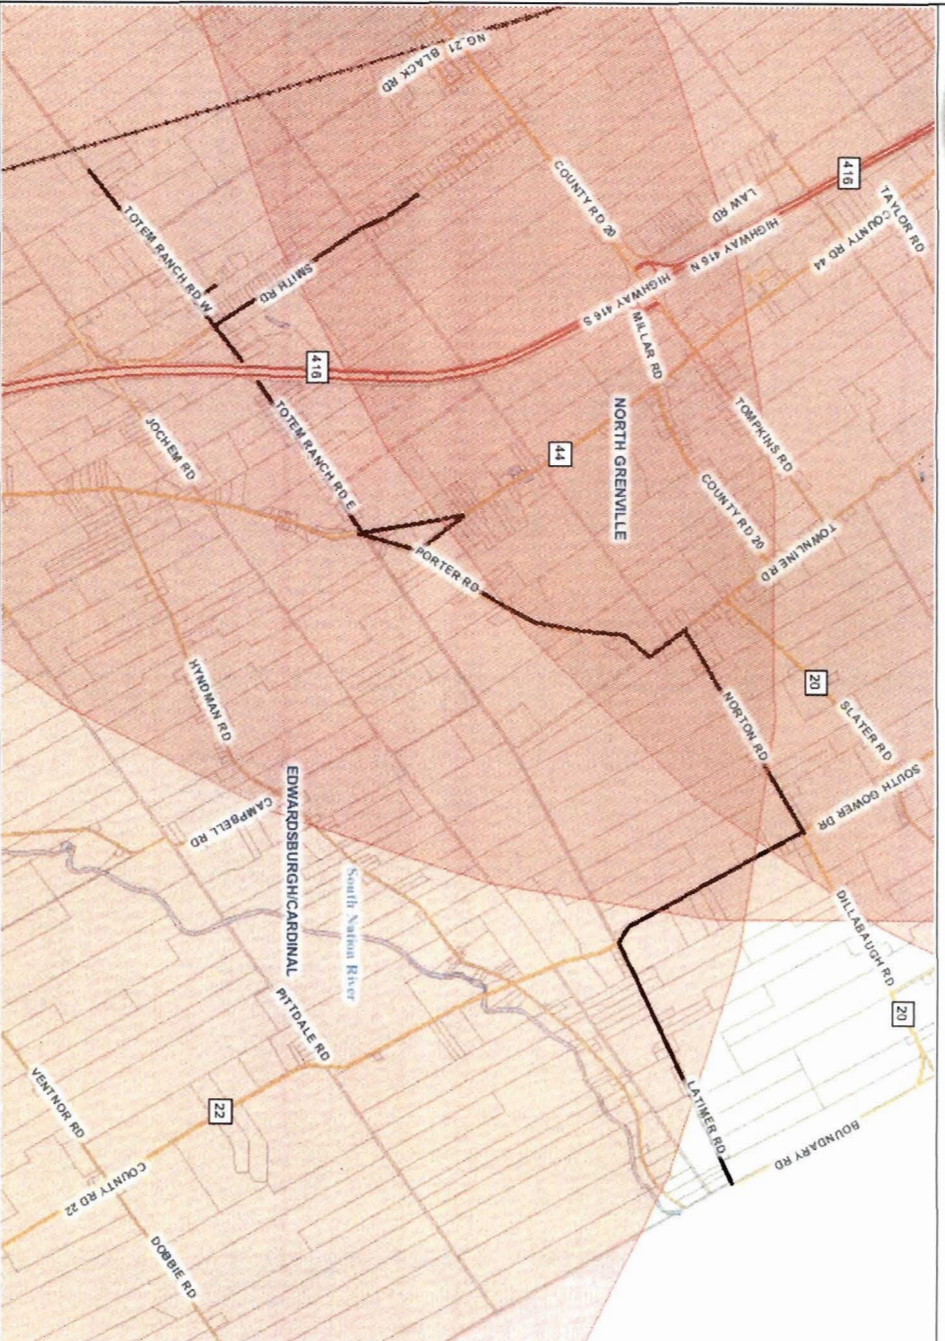 NG_21
BLACK RD
COUNTY RD 20
LAW RD
416
TAYLOR RD
COUNTY RD 44
HIGHWAY 416 N
HIGHWAY 416 S
TOTEM RANCH RD W
SMITH RD
MILLAR RD
416
NORTH GRENVILLE
TOMPKINS RD
JOCHEM RD
TOTEM RANCH RD E
44
COUNTY RD 20
TOWNLINE RD
PORTER RD
HYNDMAN RD
NORTON RD
20
SLATER RD
SOUTH GOWER DR
CAMPBELL RD
EDWARDSBURGH/CARDINAL
South Nation River
DILLABAUGH RD
20
PITTDALE RD
VENTNOR RD
22
LATIMER RD
BOUNDARY RD
COUNTY RD 22
DOBBIE RD